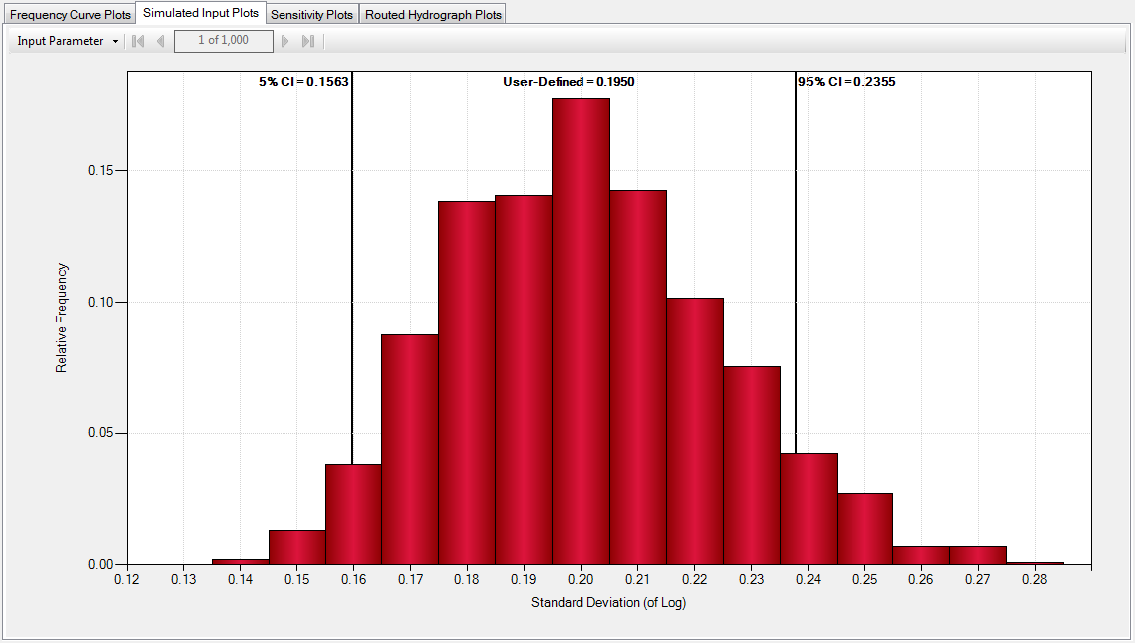 Frequency Curve Plots Simulated Input Plots Sensitivity Plots Routed Hydrograph Plots
Input Parameter 1 of 1,000
5% CI = 0.1563 User-Defined = 0.1950 95% CI = 0.2355
0.15
0.10
0.05
0.00
Relative Frequency
0.12 0.13 0.14 0.15 0.16 0.17 0.18 0.19 0.20 0.21 0.22 0.23 0.24 0.25 0.26 0.27 0.28
Standard Deviation (of Log)